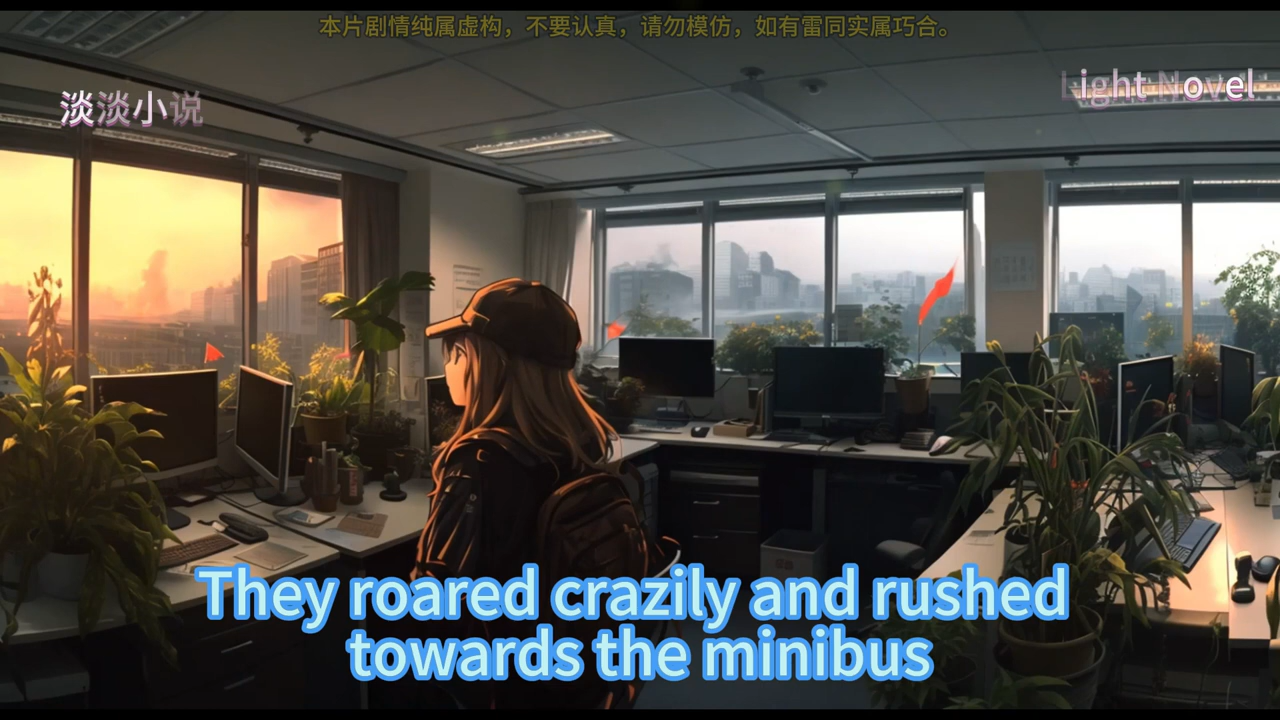 本片剧情纯属虚构，不要认真，请勿模仿，如有雷同实属巧合。
淡淡小说
Light Novel
They roared crazily and rushed
towards the minibus